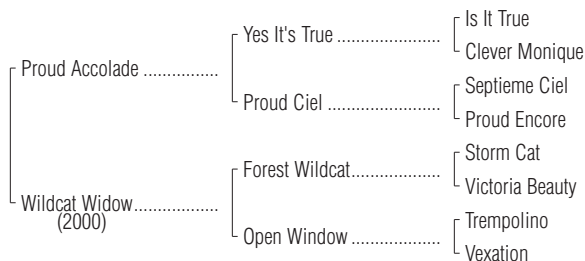 Is It True
Yes It's True ....................
Clever Monique
Proud Accolade ...............
Septieme Ciel
Proud Ciel ........................
Proud Encore
Storm Cat
Forest Wildcat.................
Victoria Beauty
Wildcat Widow................
(2000)
Trempolino
Open Window ..................
Vexation